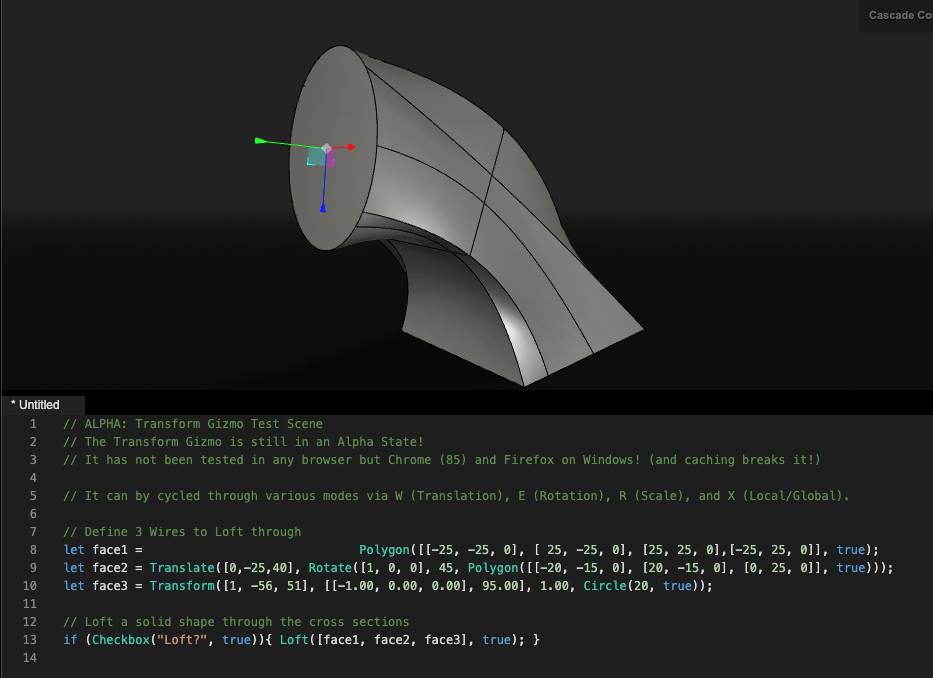 Cascade Co
* Untitled
1 // ALPHA: Transform Gizmo Test Scene
2 // The Transform Gizmo is still in an Alpha State!
3 // It has not been tested in any browser but Chrome (85) and Firefox on Windows! (and caching breaks it!)
4
5 // It can by cycled through various modes via W (Translation), E (Rotation), R (Scale), and X (Local/Global).
6
7 // Define 3 Wires to Loft through
8 let face1 =                              Polygon([[-25, -25, 0], [ 25, -25, 0], [25, 25, 0],[-25, 25, 0]], true);
9 let face2 = Translate([0,-25,40], Rotate([1, 0, 0], 45, Polygon([[-20, -15, 0], [20, -15, 0], [0, 25, 0]], true)));
10 let face3 = Transform([1, -56, 51], [[-1.00, 0.00, 0.00], 95.00], 1.00, Circle(20, true));
11
12 // Loft a solid shape through the cross sections
13 if (Checkbox("Loft?", true)){ Loft([face1, face2, face3], true); }
14